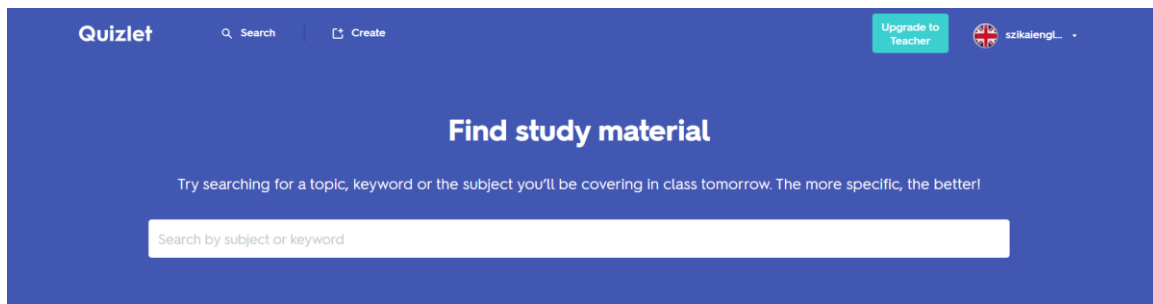 Quizlet
Search
Create
Upgrade to
Teacher
szikaiengl...
Find study material
Try searching for a topic, keyword or the subject you'll be covering in class tomorrow. The more specific, the better!
Search by subject or keyword